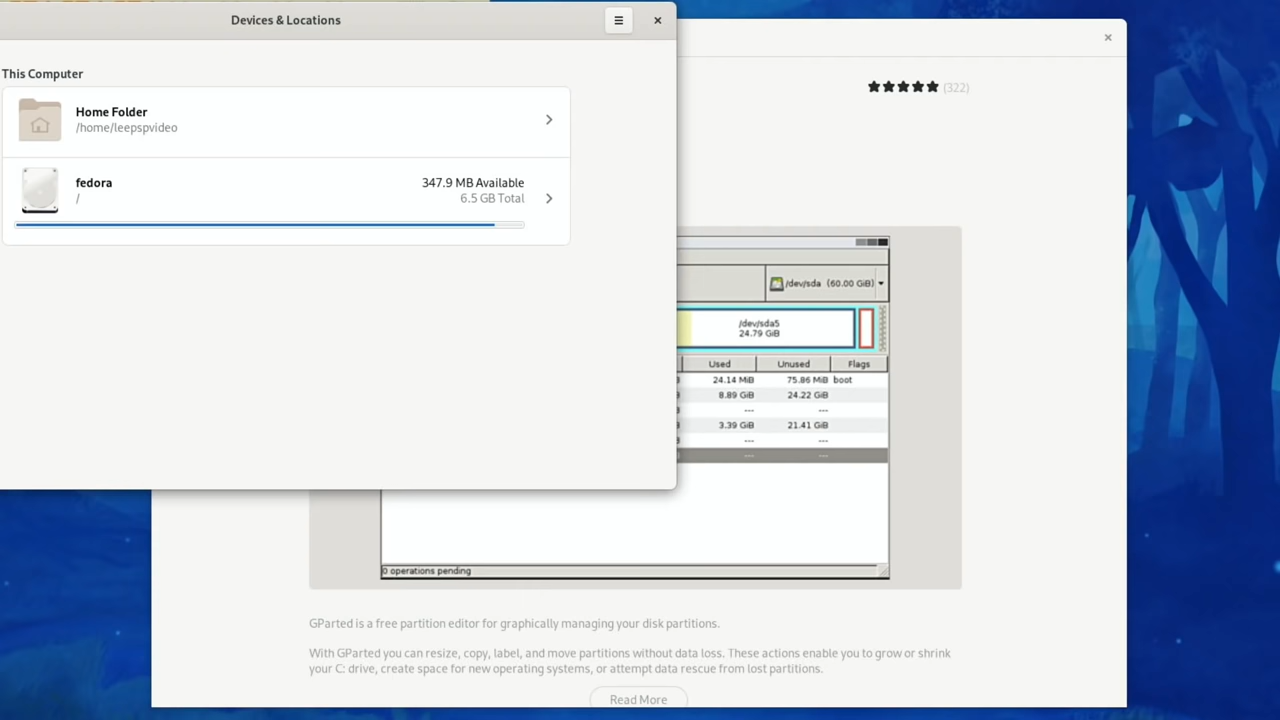 Devices & Locations
This Computer
Home Folder
/home/leepspvideo
fedora
347.9 MB Available
/
6.5 GB Total
(322)
/dev/sda (60.00 GiB)
/dev/sda5
24.79 GiB
Used Unused Flags
24.14 MiB 75.86 MiB boot
8.89 GiB 24.22 GiB
--- ---
3.39 GiB 21.41 GiB
--- ---
--- ---
0 operations pending
GParted is a free partition editor for graphically managing your disk partitions.
With GParted you can resize, copy, label, and move partitions without data loss. These actions enable you to grow or shrink
your C: drive, create space for new operating systems, or attempt data rescue from lost partitions.
Read More